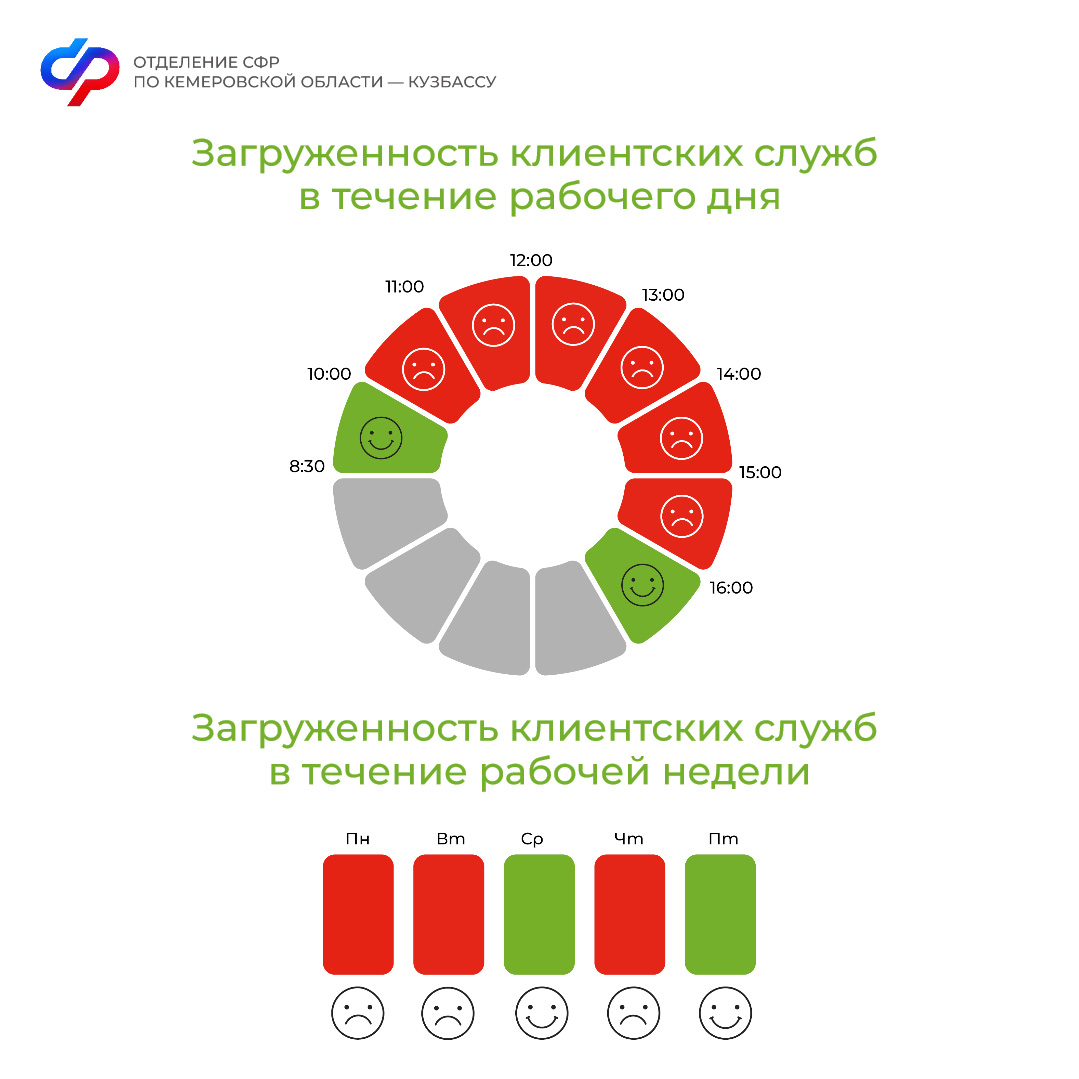 ОТДЕЛЕНИЕ СФР
ПО КЕМЕРОВСКОЙ ОБЛАСТИ — КУЗБАССУ
Загруженность клиентских служб
в течение рабочего дня
12:00
11:00
13:00
10:00
14:00
8:30
15:00
16:00
Загруженность клиентских служб
в течение рабочей недели
Пн Вт Ср Чт Пт